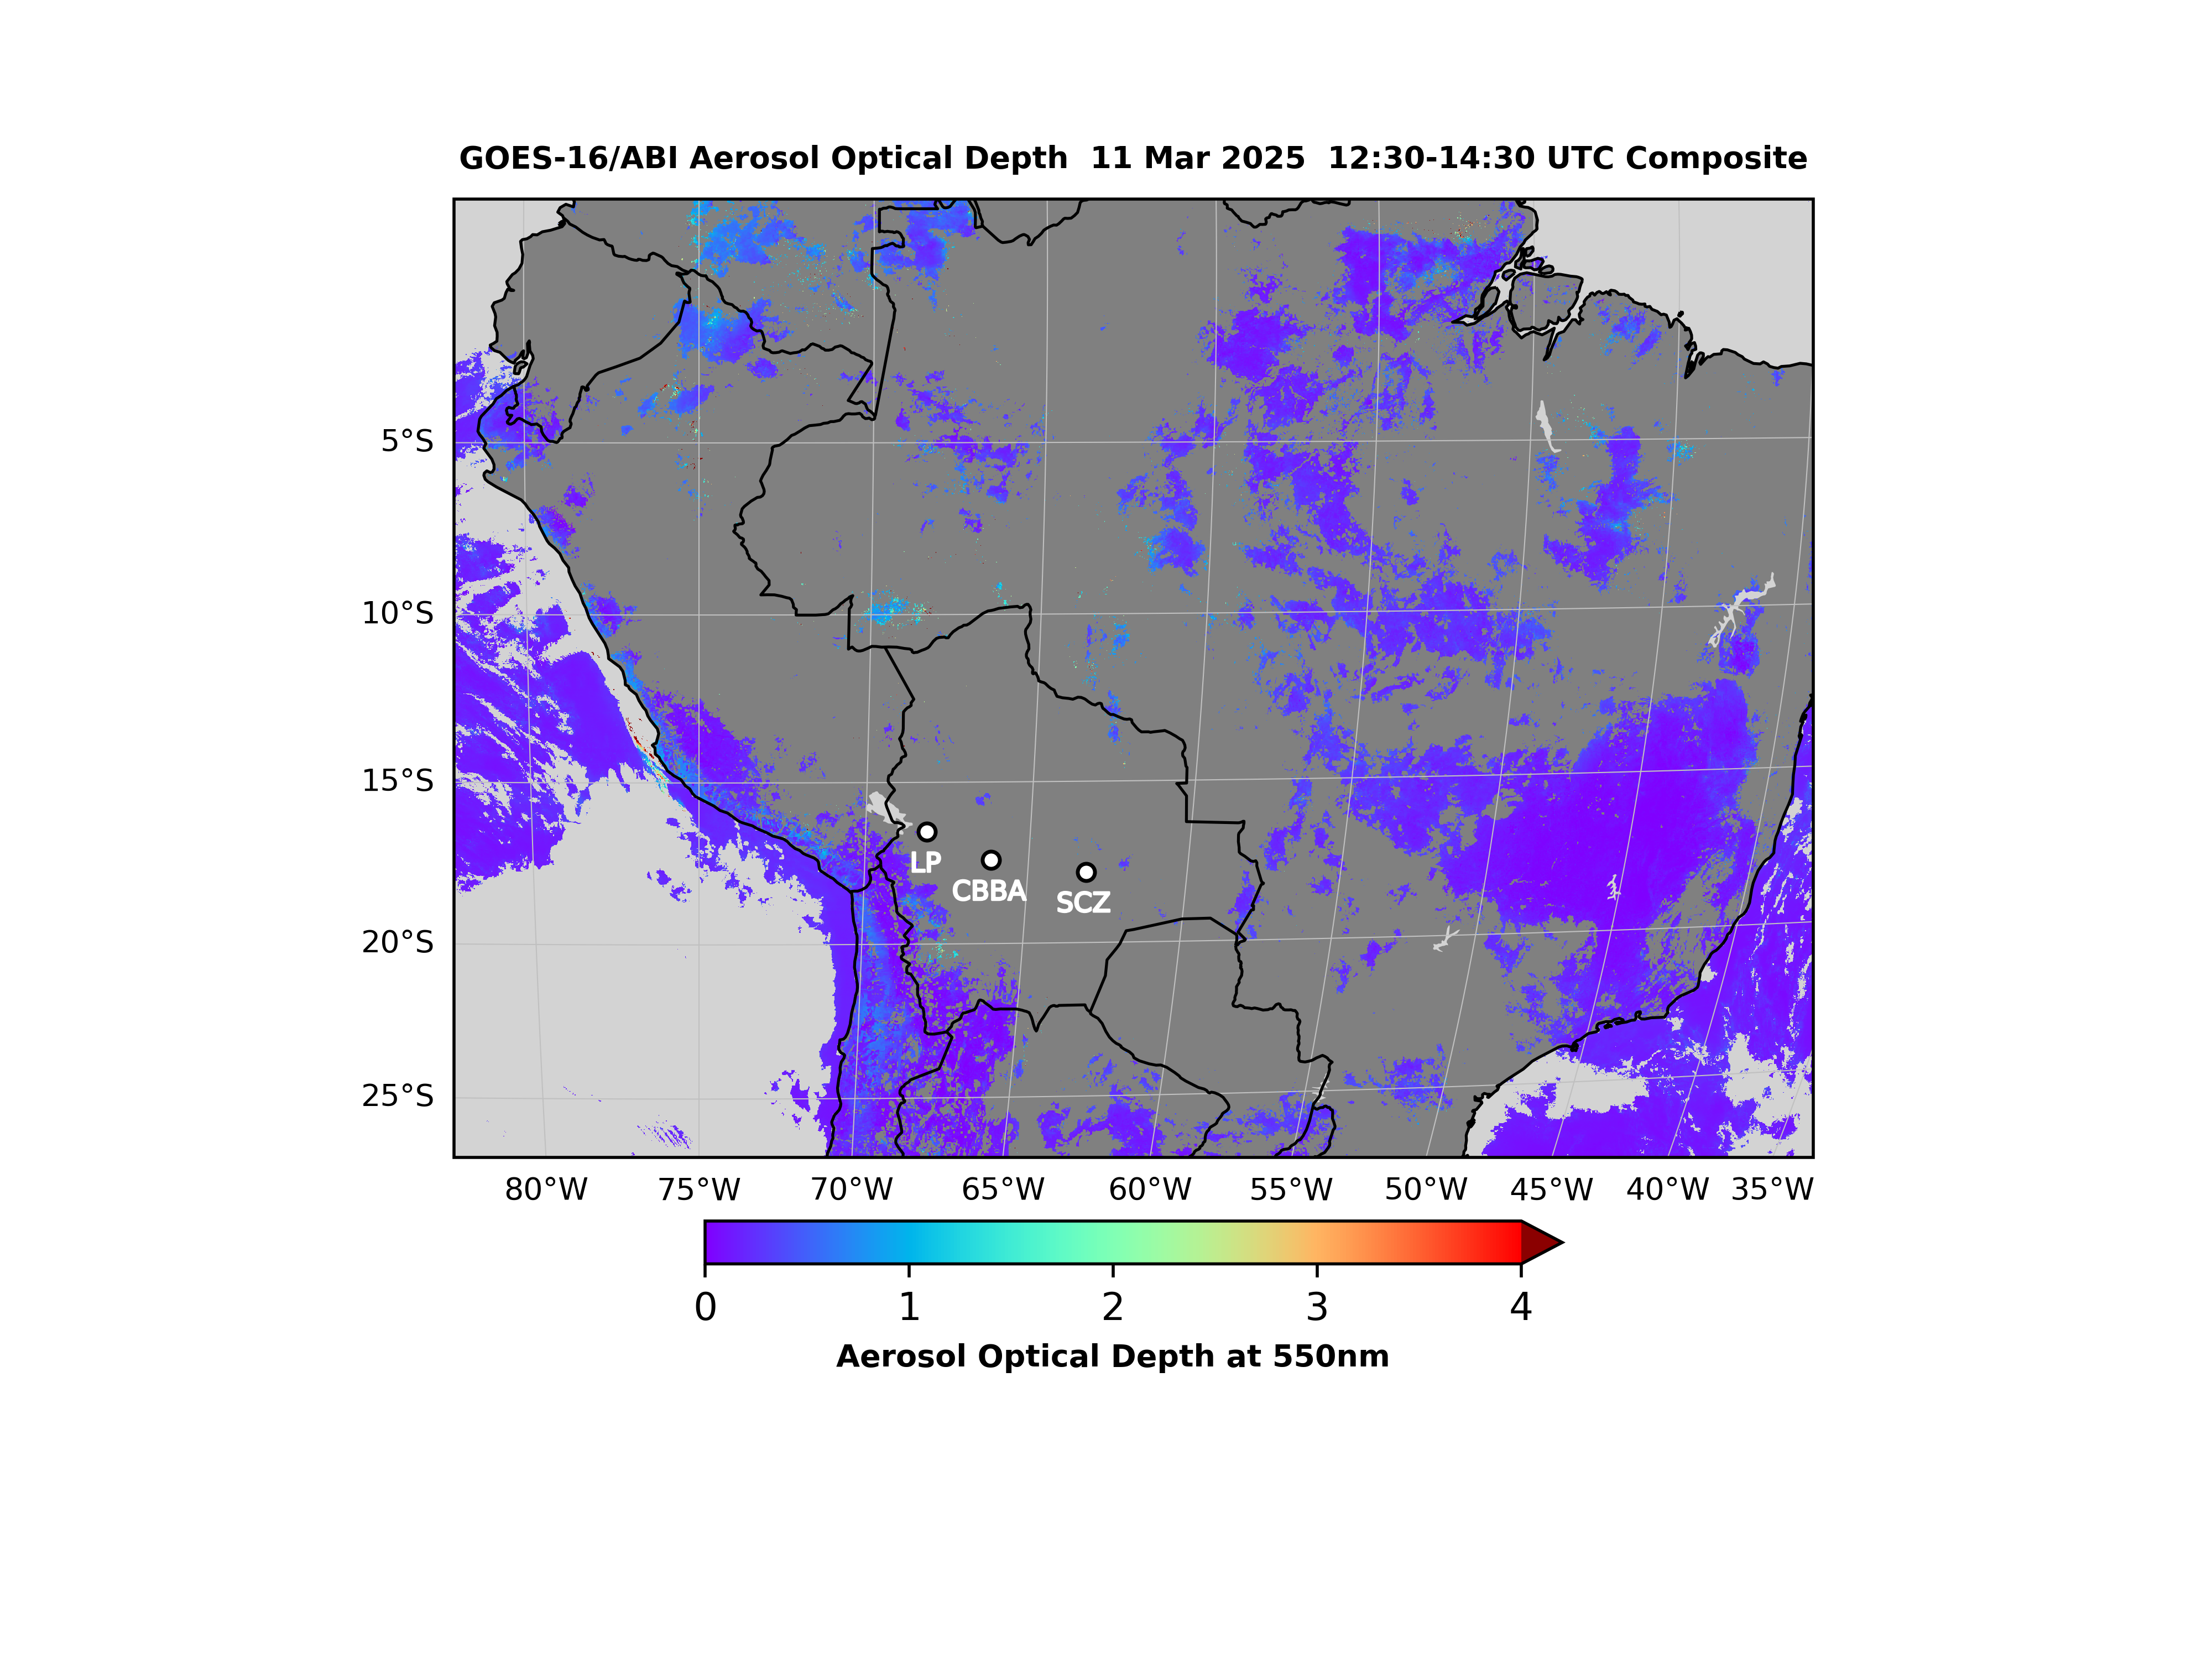 GOES-16/ABI Aerosol Optical Depth  11 Mar 2025  12:30-14:30 UTC Composite
5°S
10°S
15°S
20°S
25°S
LP
CBBA
SCZ
80°W 75°W 70°W 65°W 60°W 55°W 50°W 45°W 40°W 35°W
0 1 2 3 4
Aerosol Optical Depth at 550nm